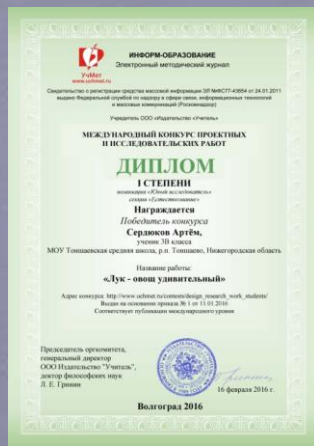 УчМет
www.uchmet.ru
ИНФОРМ-ОБРАЗОВАНИЕ
Электронный методический журнал
Свидетельство о регистрации средства массовой информации ЭЛ №ФС77-43654 от 24.01.2011
выдано Федеральной службой по надзору в сфере связи, информационных технологий
и массовых коммуникаций (Роскомнадзор)
Учредитель ООО «Издательство «Учитель»
МЕЖДУНАРОДНЫЙ КОНКУРС ПРОЕКТНЫХ
И ИССЛЕДОВАТЕЛЬСКИХ РАБОТ
ДИПЛОМ
I СТЕПЕНИ
номинация «Юный исследователь»
секция «Естествознание»
Награждается
Победитель конкурса
Сердюков Артём,
ученик 3В класса
МОУ Тоншаевская средняя школа, р.п. Тоншаево, Нижегородская область
Название работы:
«Лук - овощ удивительный»
Адрес конкурса: http://www.uchmet.ru/contests/design_research_work_students/
Выдан на основании приказа № 1 от 11.01.2016
Соответствует публикации международного уровня
Председатель оргкомитета,
генеральный директор
ООО Издательство "Учитель",
доктор философских наук
Л. Е. Гринин
16 февраля 2016 г.
Волгоград 2016